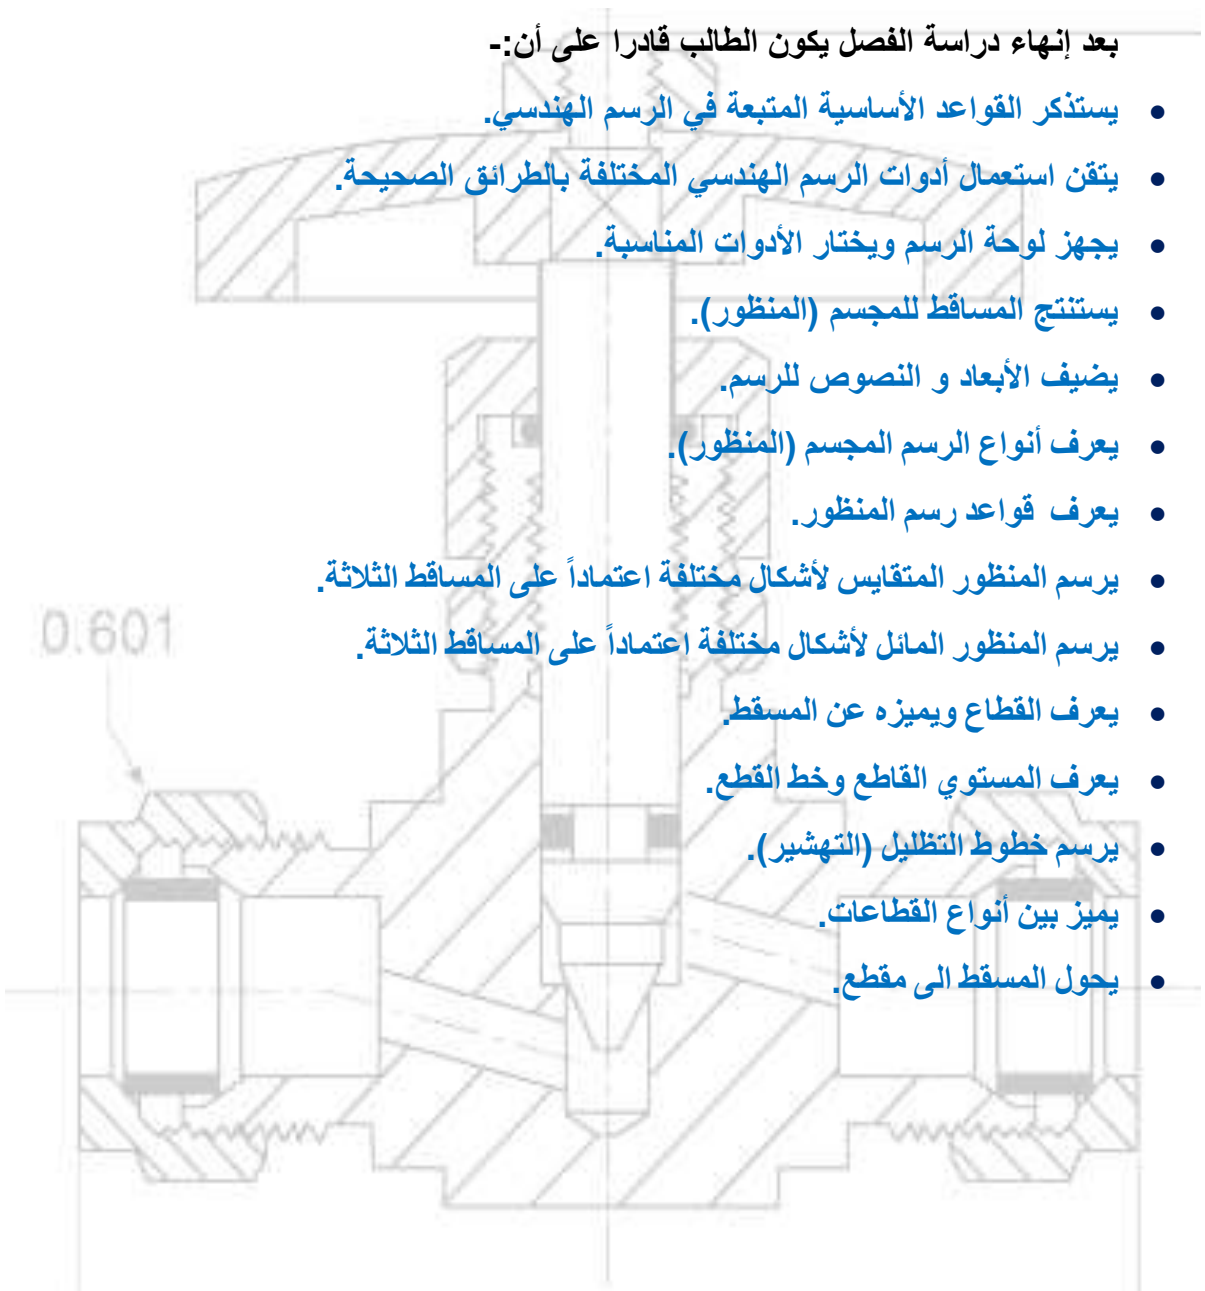 بعد إنهاء دراسة الفصل يكون الطالب قادرا على أن:-
• يستذكر القواعد الأساسية المتبعة في الرسم الهندسي.
• يتقن استعمال أدوات الرسم الهندسي المختلفة بالطرائق الصحيحة.
• يجهز لوحة الرسم ويختار الأدوات المناسبة.
• يستنتج المساقط للمجسم (المنظور).
• يضيف الأبعاد و النصوص للرسم.
• يعرف أنواع الرسم المجسم (المنظور).
• يعرف قواعد رسم المنظور.
• يرسم المنظور المتقايس لأشكال مختلفة اعتماداً على المساقط الثلاثة.
0.601
• يرسم المنظور المائل لأشكال مختلفة اعتماداً على المساقط الثلاثة.
• يعرف القطاع ويميزه عن المسقط.
• يعرف المستوي القاطع وخط القطع.
• يرسم خطوط التظليل (التهشير).
• يميز بين أنواع القطاعات.
• يحول المسقط الى مقطع.